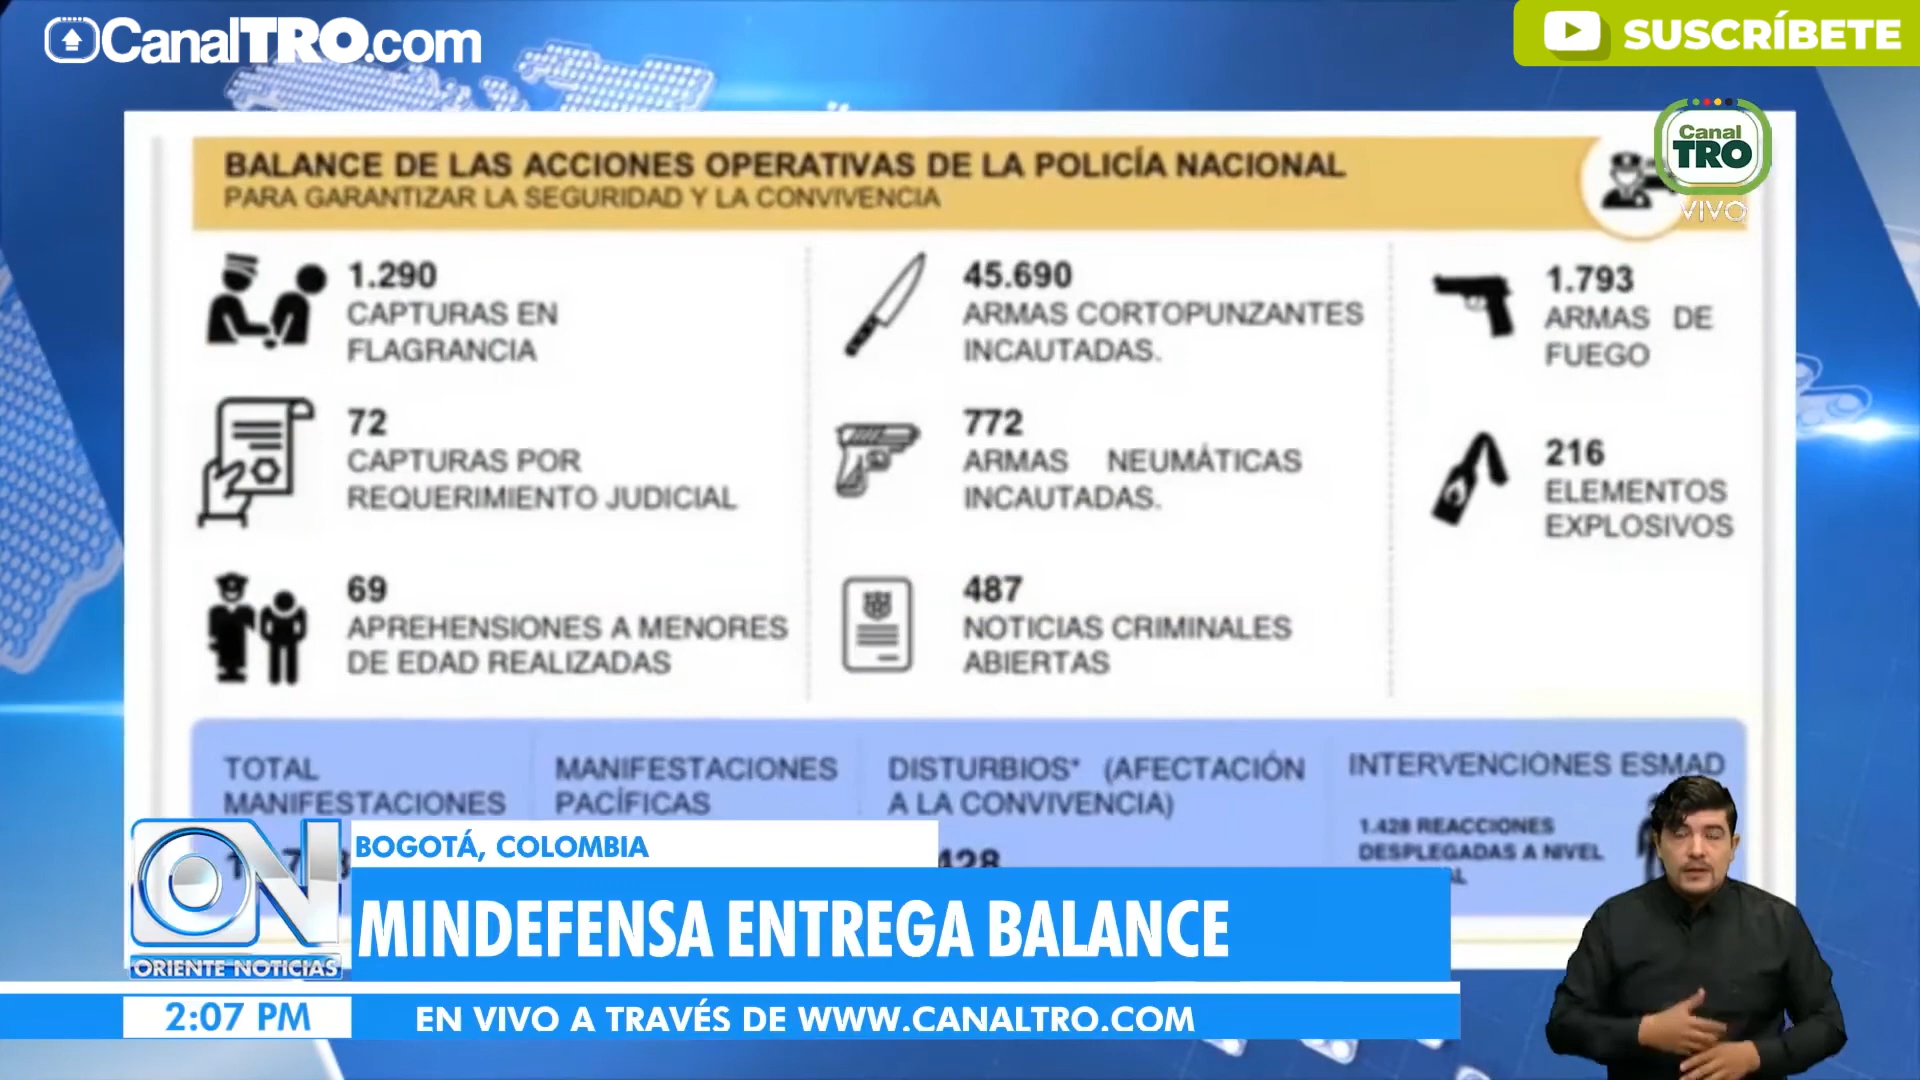 CanalTRO.com
SUSCRÍBETE
Canal
TRO
VIVO
BALANCE DE LAS ACCIONES OPERATIVAS DE LA POLICÍA NACIONAL
PARA GARANTIZAR LA SEGURIDAD Y LA CONVIVENCIA
1.290
CAPTURAS EN
FLAGRANCIA
72
CAPTURAS POR
REQUERIMIENTO JUDICIAL
69
APREHENSIONES A MENORES
DE EDAD REALIZADAS
45.690
ARMAS CORTOPUNZANTES
INCAUTADAS.
772
ARMAS NEUMÁTICAS
INCAUTADAS.
487
NOTICIAS CRIMINALES
ABIERTAS
1.793
ARMAS DE
FUEGO
216
ELEMENTOS
EXPLOSIVOS
TOTAL
MANIFESTACIONES
MANIFESTACIONES
PACÍFICAS
DISTURBIOS* (AFECTACIÓN
A LA CONVIVENCIA)
INTERVENCIONES ESMAD
1.428 REACCIONES
DESPLEGADAS A NIVEL
BOGOTÁ, COLOMBIA
MINDEFENSA ENTREGA BALANCE
ON
ORIENTE NOTICIAS
2:07 PM
EN VIVO A TRAVÉS DE WWW.CANALTRO.COM